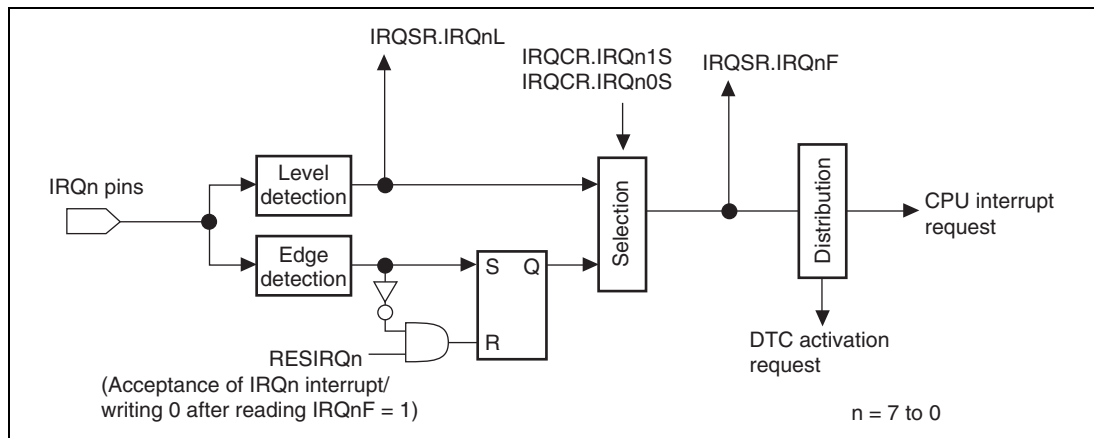 IRQSR.IRQnL
IRQCR.IRQn1S
IRQCR.IRQn0S
IRQSR.IRQnF
IRQn pins
Level
detection
Edge
detection
S Q
R
Selection
Distribution
CPU interrupt
request
DTC activation
request
RESIRQn
(Acceptance of IRQn interrupt/
writing 0 after reading IRQnF = 1)
n = 7 to 0